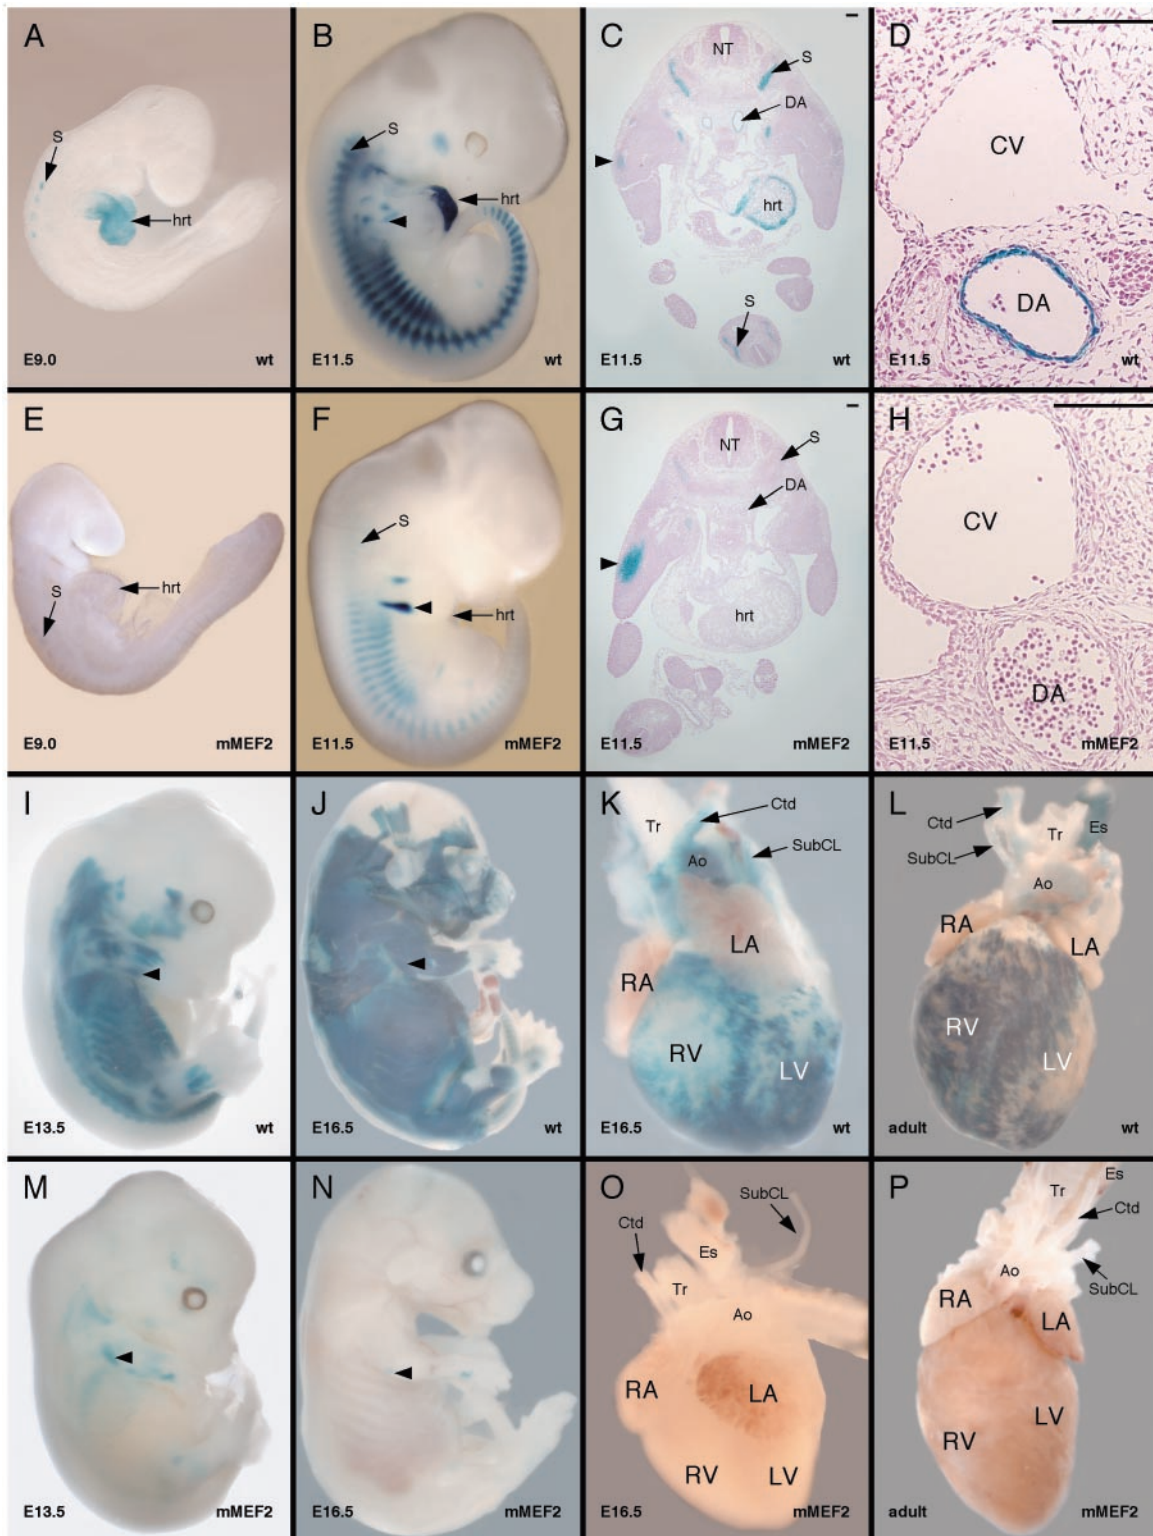 A
S
hrt
E9.0 wt
B
S
hrt
E11.5 wt
C
NT
S
DA
hrt
S
E11.5 wt
D
CV
DA
E11.5 wt
E
S
hrt
E9.0 mMEF2
F
S
hrt
E11.5 mMEF2
G
NT
S
DA
hrt
E11.5 mMEF2
H
CV
DA
E11.5 mMEF2
I
E13.5 wt
J
E16.5 wt
K
Ctd
Tr
SubCL
Ao
LA
RA
RV
LV
E16.5 wt
L
Ctd
Tr
Es
SubCL
Ao
RA
LA
RV
LV
adult wt
M
E13.5 mMEF2
N
E16.5 mMEF2
O
SubCL
Ctd
Es
Tr
Ao
RA
LA
RV
LV
E16.5 mMEF2
P
Es
Tr
Ctd
Ao
SubCL
RA
LA
LV
RV
adult mMEF2